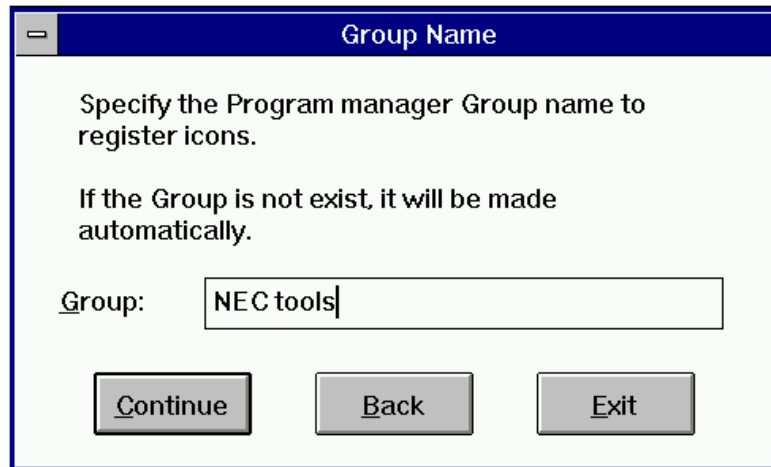 Group Name
Specify the Program manager Group name to
register icons.
If the Group is not exist, it will be made
automatically.
Group: NEC tools
Continue Back Exit